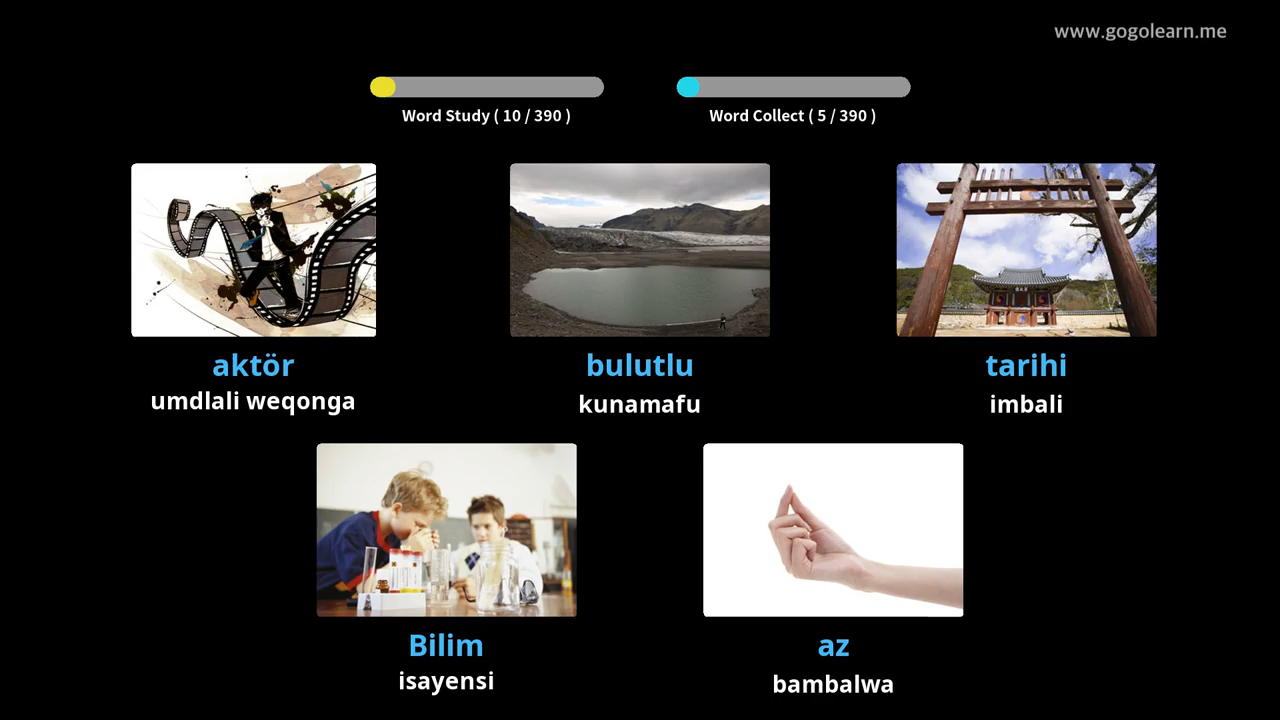 www.gogolearn.me
Word Study ( 10 / 390 )
Word Collect ( 5 / 390 )
aktör
umdlali weqonga
bulutlu
kunamafu
tarihi
imbali
Bilim
isayensi
az
bambalwa